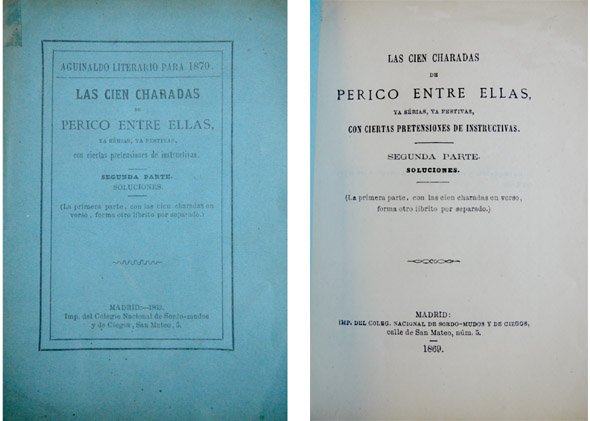 AGUINALDO LITERARIO PARA 1870.
LAS CIEN CHARADAS
DE
PERICO ENTRE ELLAS,
YA SÉRIAS, YA FESTIVAS,
con ciertas pretensiones de instructivas.
SEGUNDA PARTE.
SOLUCIONES.
(La primera parte, con las cien charadas en
verso, forma otro librito por separado.)
MADRID:—1869.
Imp. del Colegio Nacional de Sordo-mudos
y de Ciegos, San Mateo, 5.
LAS CIEN CHARADAS
DE
PERICO ENTRE ELLAS,
YA SÉRIAS, YA FESTIVAS,
CON CIERTAS PRETENSIONES DE INSTRUCTIVAS.
SEGUNDA PARTE.
SOLUCIONES.
(La primera parte, con las cien charadas en verso,
forma otro librito por separado.)
MADRID:
IMP. DEL COLEG. NACIONAL DE SORDO-MUDOS Y DE CIEGOS,
calle de San Mateo, núm. 5.
1869.